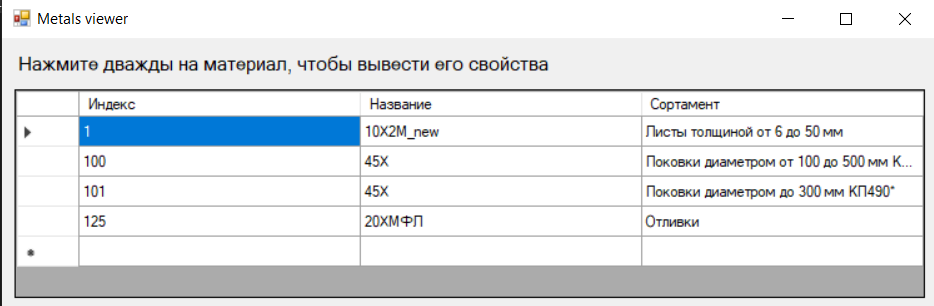 Metals viewer
Нажмите дважды на материал, чтобы вывести его свойства
Индекс Название Сортамент
1 10Х2М_new Листы толщиной от 6 до 50 мм
100 45Х Поковки диаметром от 100 до 500 мм К...
101 45Х Поковки диаметром до 300 мм КП490*
125 20ХМФЛ Отливки